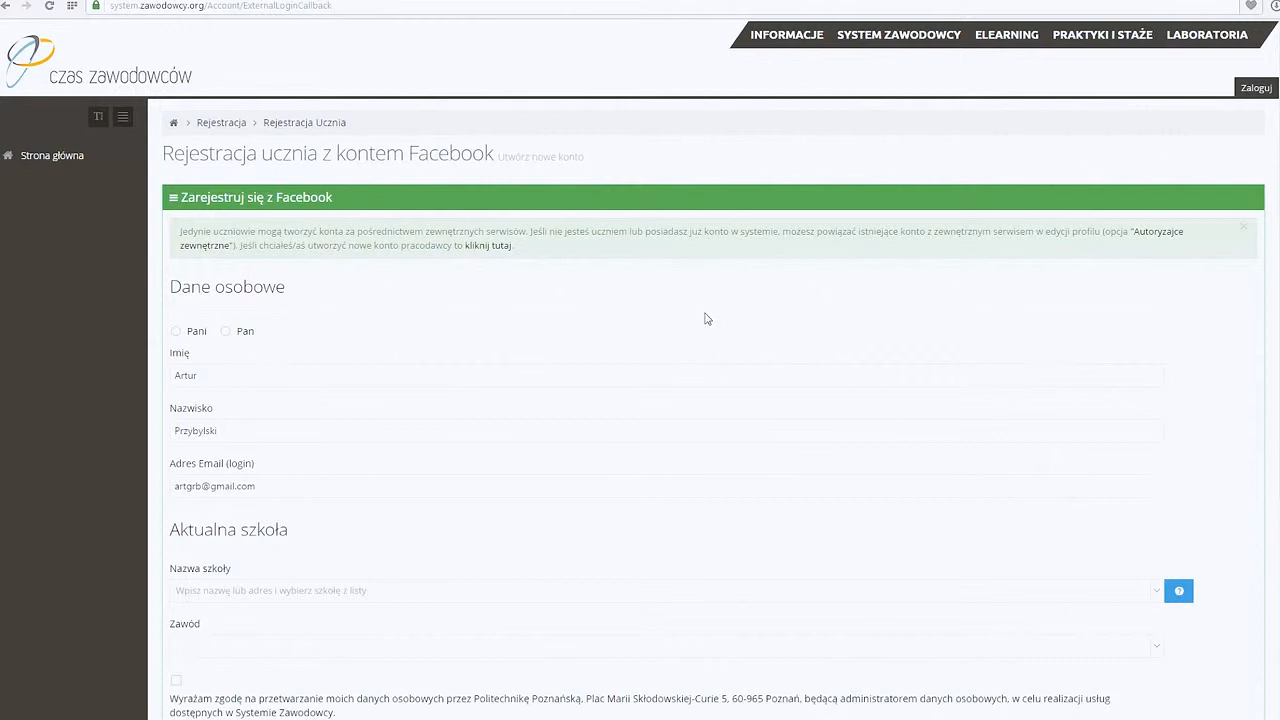 system.zawodowcy.org/Account/ExternalLoginCallback
INFORMACJE SYSTEM ZAWODOWCY ELEARNING PRAKTYKI I STAŻE LABORATORIA
czas zawodowców
Zaloguj
TI
Strona główna
Rejestracja > Rejestracja Ucznia
Rejestracja ucznia z kontem Facebook Utwórz nowe konto
Zarejestruj się z Facebook
Jedynie uczniowie mogą tworzyć konta za pośrednictwem zewnętrznych serwisów. Jeśli nie jesteś uczniem lub posiadasz już konto w systemie, możesz powiązać istniejące konto z zewnętrznym serwisem w edycji profilu (opcja "Autoryzajce
zewnętrzne"). Jeśli chciałeś/aś utworzyć nowe konto pracodawcy to kliknij tutaj.
Dane osobowe
Pani Pan
Imię
Artur
Nazwisko
Przybylski
Adres Email (login)
artgrb@gmail.com
Aktualna szkoła
Nazwa szkoły
Wpisz nazwę lub adres i wybierz szkołę z listy
Zawód
Wyrażam zgodę na przetwarzanie moich danych osobowych przez Politechnikę Poznańską, Plac Marii Skłodowskiej-Curie 5, 60-965 Poznań, będącą administratorem danych osobowych, w celu realizacji usług
dostępnych w Systemie Zawodowcy.